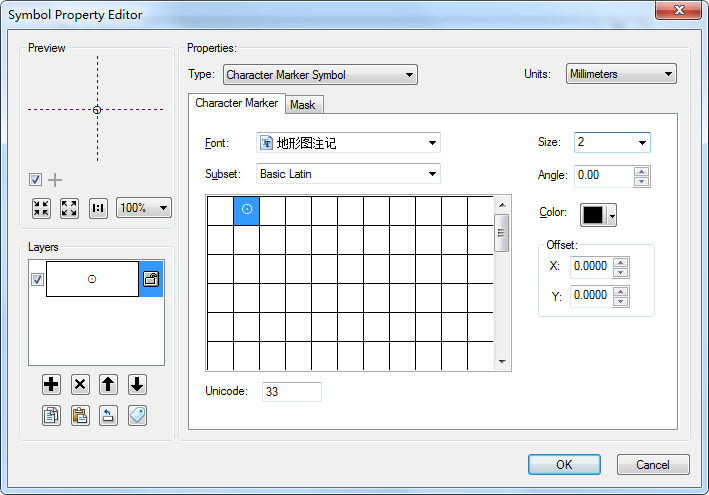 Symbol Property Editor
Preview
100%
Layers
Properties:
Type: Character Marker Symbol
Units: Millimeters
Character Marker
Mask
Font: 地形图注记
Subset: Basic Latin
Unicode: 33
Size: 2
Angle: 0.00
Color:
Offset:
X: 0.0000
Y: 0.0000
OK
Cancel